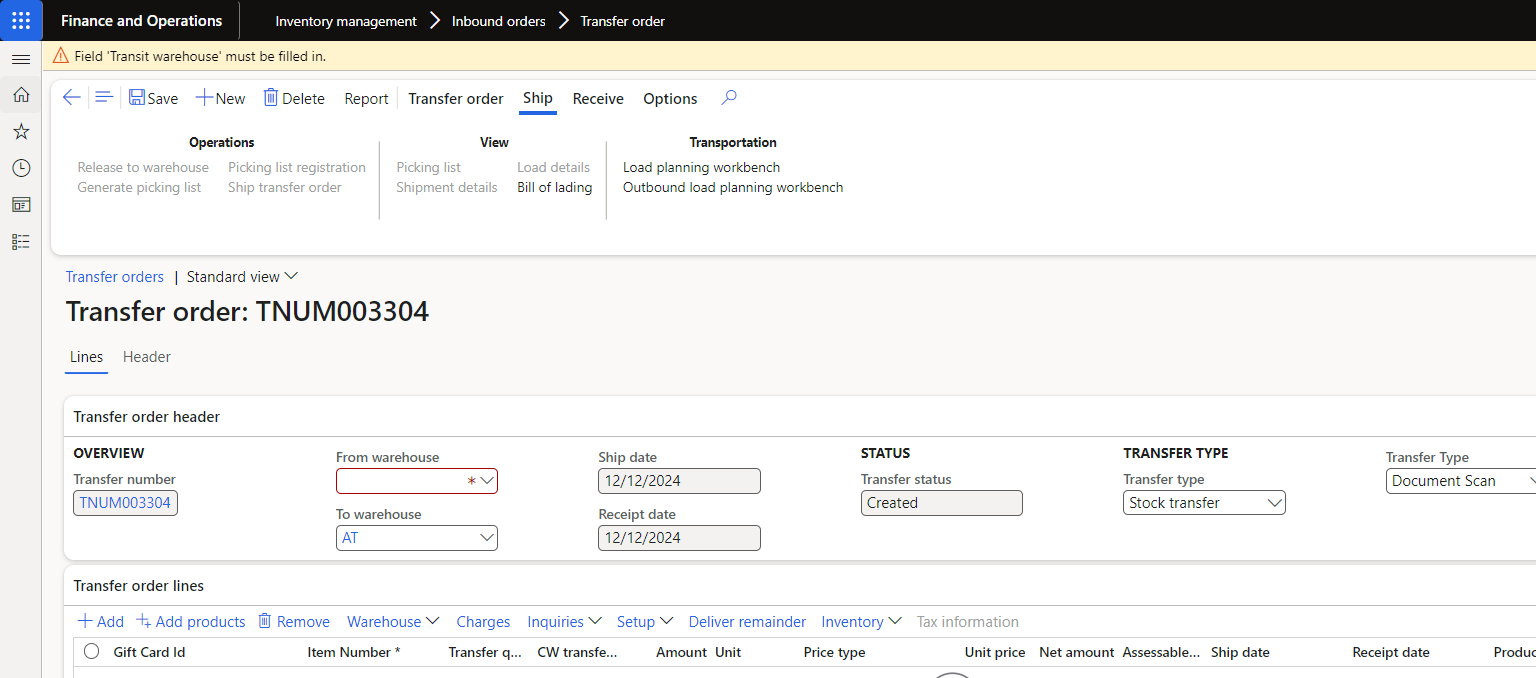 Finance and Operations Inventory management Inbound orders Transfer order
Field 'Transit warehouse' must be filled in.
Save New Delete Report Transfer order Ship Receive Options
Operations View Transportation
Release to warehouse Picking list registration Picking list Load details Load planning workbench
Generate picking list Ship transfer order Shipment details Bill of lading Outbound load planning workbench
Transfer orders | Standard view
Transfer order: TNUM003304
Lines Header
Transfer order header
OVERVIEW
Transfer number
TNUM003304
From warehouse
*
To warehouse
AT
Ship date
12/12/2024
Receipt date
12/12/2024
STATUS
Transfer status
Created
TRANSFER TYPE
Transfer type
Stock transfer
Transfer Type
Document Scan
Transfer order lines
Add Add products Remove Warehouse Charges Inquiries Setup Deliver remainder Inventory Tax information
Gift Card Id Item Number * Transfer q... CW transfe... Amount Unit Price type Unit price Net amount Assessable... Ship date Receipt date Produc